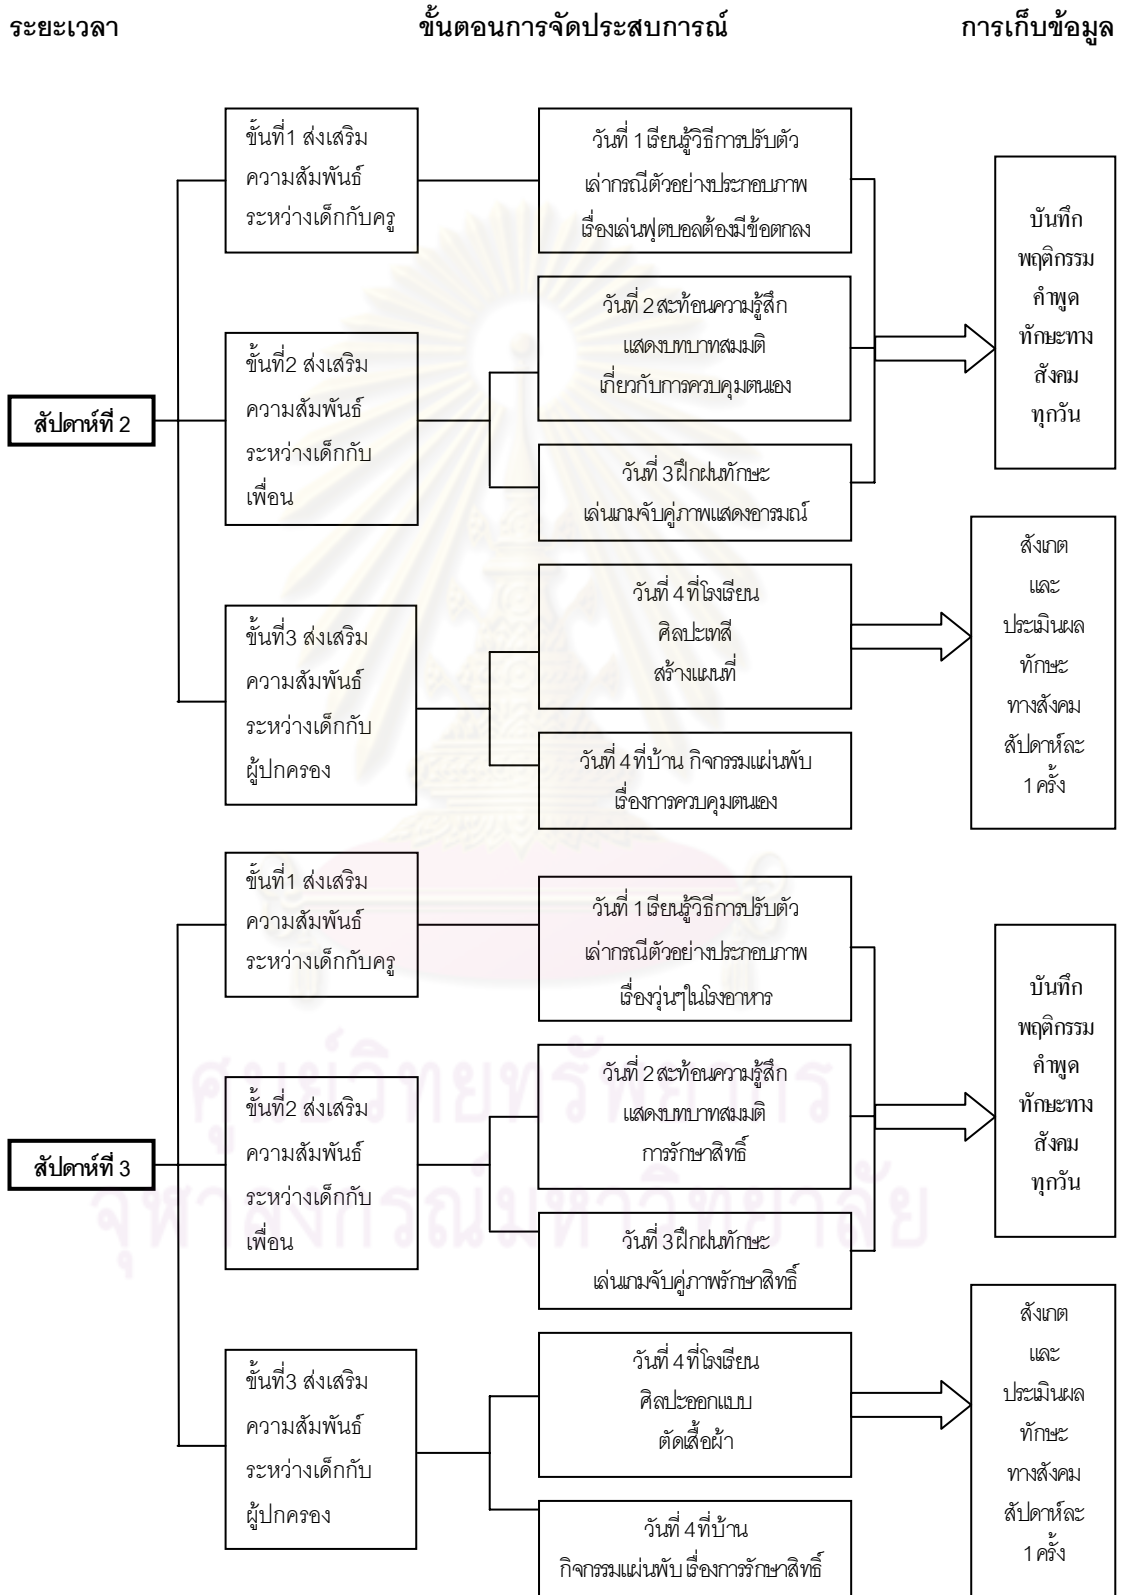 ระยะเวลา
ขั้นตอนการจัดประสบการณ์
การเก็บข้อมูล
สัปดาห์ที่ 2
ขั้นที่1 ส่งเสริม
ความสัมพันธ์
ระหว่างเด็กกับครู
วันที่ 1 เรียนรู้วิธีการปรับตัว
เล่ากรณีตัวอย่างประกอบภาพ
เรื่องเล่นฟุตบอลต้องมีข้อตกลง
ขั้นที่2 ส่งเสริม
ความสัมพันธ์
ระหว่างเด็กกับ
เพื่อน
วันที่ 2 สะท้อนความรู้สึก
แสดงบทบาทสมมติ
เกี่ยวกับการควบคุมตนเอง
วันที่ 3 ฝึกฝนทักษะ
เล่นเกมจับคู่ภาพแสดงอารมณ์
บันทึก
พฤติกรรม
คำพูด
ทักษะทาง
สังคม
ทุกวัน
ขั้นที่3 ส่งเสริม
ความสัมพันธ์
ระหว่างเด็กกับ
ผู้ปกครอง
วันที่ 4 ที่โรงเรียน
ศิลปะเทสี
สร้างแผนที่
วันที่ 4 ที่บ้าน กิจกรรมแผ่นพับ
เรื่องการควบคุมตนเอง
สังเกต
และ
ประเมินผล
ทักษะ
ทางสังคม
สัปดาห์ละ
1 ครั้ง
สัปดาห์ที่ 3
ขั้นที่1 ส่งเสริม
ความสัมพันธ์
ระหว่างเด็กกับครู
วันที่ 1 เรียนรู้วิธีการปรับตัว
เล่ากรณีตัวอย่างประกอบภาพ
เรื่องวุ่นๆในโรงอาหาร
ขั้นที่2 ส่งเสริม
ความสัมพันธ์
ระหว่างเด็กกับ
เพื่อน
วันที่ 2 สะท้อนความรู้สึก
แสดงบทบาทสมมติ
การรักษาสิทธิ์
วันที่ 3 ฝึกฝนทักษะ
เล่นเกมจับคู่ภาพรักษาสิทธิ์
บันทึก
พฤติกรรม
คำพูด
ทักษะทาง
สังคม
ทุกวัน
ขั้นที่3 ส่งเสริม
ความสัมพันธ์
ระหว่างเด็กกับ
ผู้ปกครอง
วันที่ 4 ที่โรงเรียน
ศิลปะออกแบบ
ตัดเสื้อผ้า
วันที่ 4 ที่บ้าน
กิจกรรมแผ่นพับ เรื่องการรักษาสิทธิ์
สังเกต
และ
ประเมินผล
ทักษะ
ทางสังคม
สัปดาห์ละ
1 ครั้ง
ศูนย์วิทยทรัพยากร
จุฬาลงกรณ์มหาวิทยาลัย